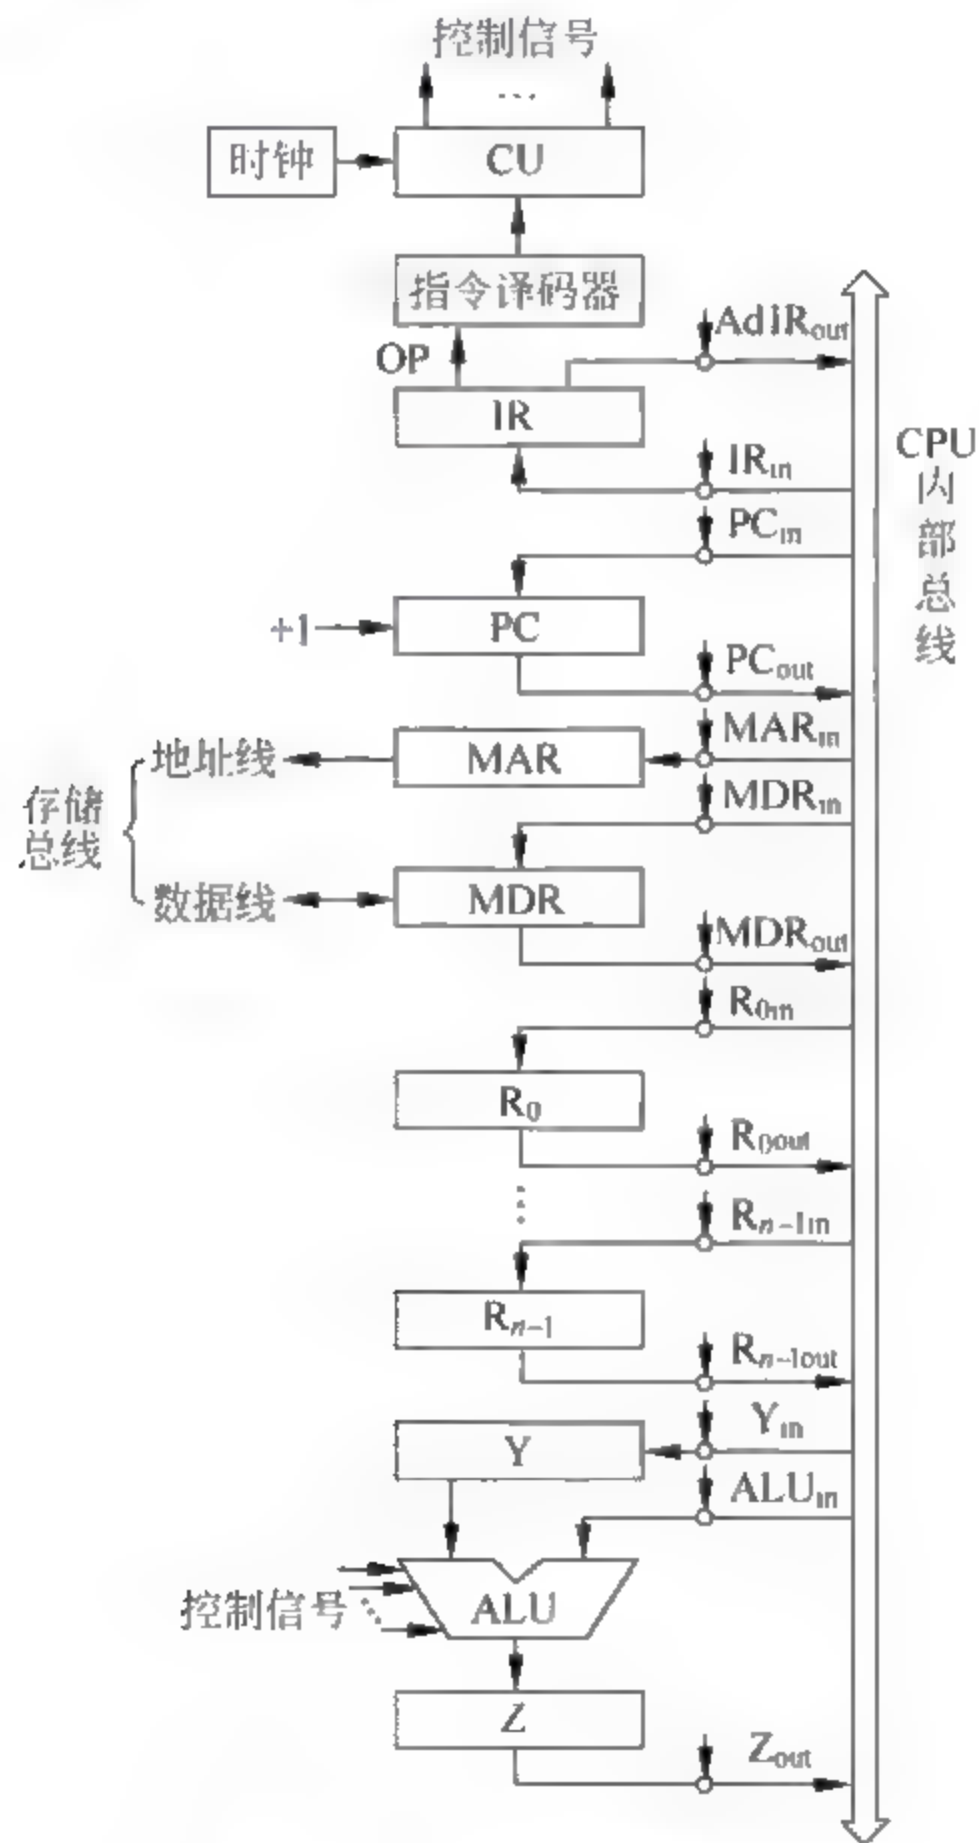 控制信号
...
时钟
CU
指令译码器
AdIRout
OP
IR
CPU
内
部
总
线
IRin
PCin
+1
PC
PCout
MARin
地址线
MAR
存储
总线
MDRin
数据线
MDR
MDRout
R0in
R0
R0out
⋮
Rn-1in
Rn-1
Rn-1out
Yin
Y
ALUin
控制信号
ALU
Z
Zout